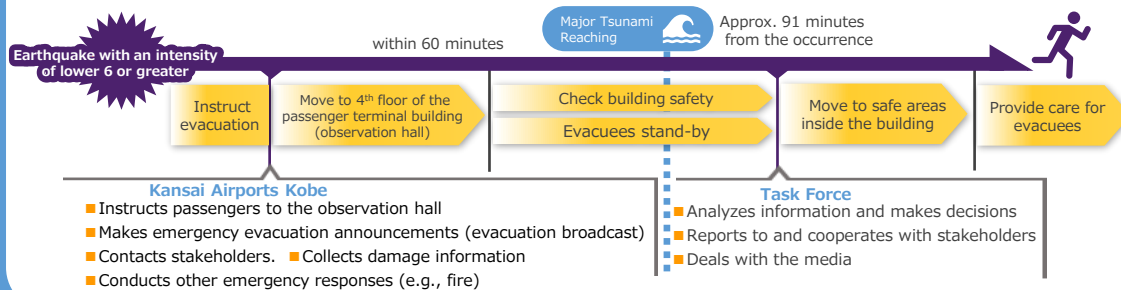 Major Tsunami
Reaching
Approx. 91 minutes
from the occurrence
within 60 minutes
Earthquake with an intensity
of lower 6 or greater
Instruct
evacuation
Move to 4th floor of the
passenger terminal building
(observation hall)
Check building safety
Evacuees stand-by
Move to safe areas
inside the building
Provide care for
evacuees
Kansai Airports Kobe
Instructs passengers to the observation hall
Makes emergency evacuation announcements (evacuation broadcast)
Contacts stakeholders. Collects damage information
Conducts other emergency responses (e.g., fire)
Task Force
Analyzes information and makes decisions
Reports to and cooperates with stakeholders
Deals with the media